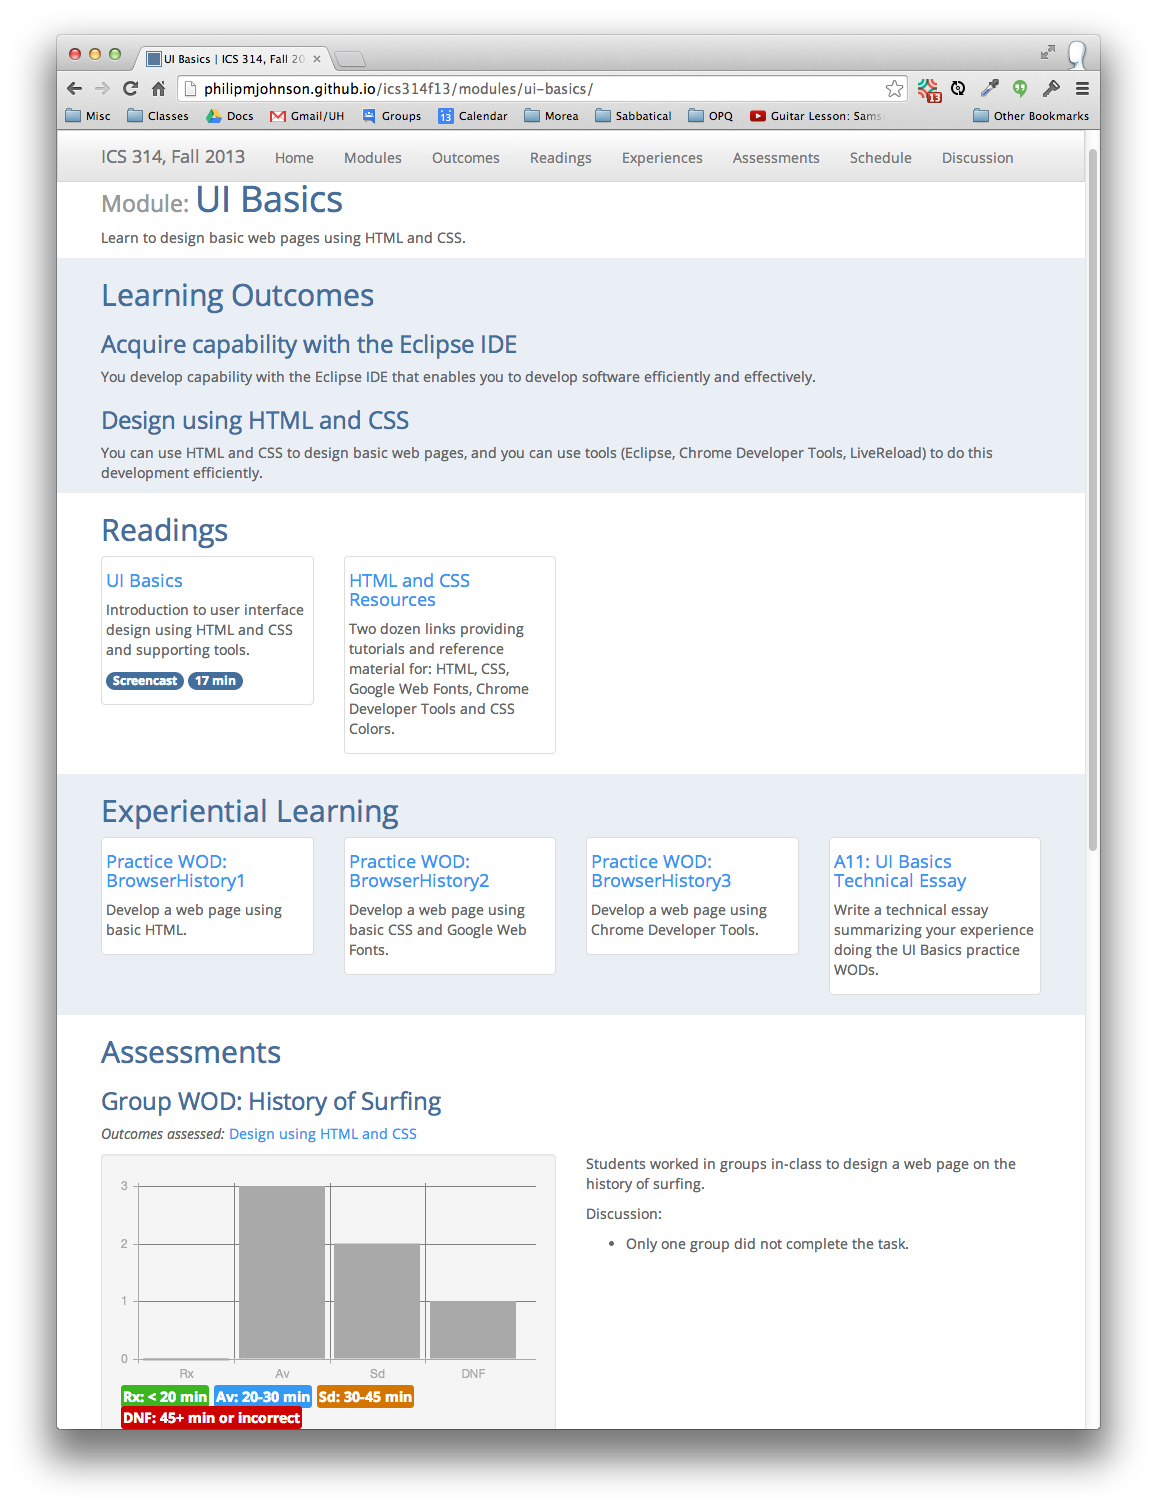 UI Basics | ICS 314, Fall 20
philipmjohnson.github.io/ics314f13/modules/ui-basics/
13
Misc Classes Docs Gmail/UH Groups 13 Calendar Morea Sabbatical OPQ Guitar Lesson: Sams Other Bookmarks
ICS 314, Fall 2013 Home Modules Outcomes Readings Experiences Assessments Schedule Discussion
Module: UI Basics
Learn to design basic web pages using HTML and CSS.
Learning Outcomes
Acquire capability with the Eclipse IDE
You develop capability with the Eclipse IDE that enables you to develop software efficiently and effectively.
Design using HTML and CSS
You can use HTML and CSS to design basic web pages, and you can use tools (Eclipse, Chrome Developer Tools, LiveReload) to do this
development efficiently.
Readings
UI Basics
Introduction to user interface
design using HTML and CSS
and supporting tools.
Screencast 17 min
HTML and CSS
Resources
Two dozen links providing
tutorials and reference
material for: HTML, CSS,
Google Web Fonts, Chrome
Developer Tools and CSS
Colors.
Experiential Learning
Practice WOD:
BrowserHistory1
Develop a web page using
basic HTML.
Practice WOD:
BrowserHistory2
Develop a web page using
basic CSS and Google Web
Fonts.
Practice WOD:
BrowserHistory3
Develop a web page using
Chrome Developer Tools.
A11: UI Basics
Technical Essay
Write a technical essay
summarizing your experience
doing the UI Basics practice
WODs.
Assessments
Group WOD: History of Surfing
Outcomes assessed: Design using HTML and CSS
3
2
1
0
Rx Av Sd DNF
Rx: < 20 min Av: 20-30 min Sd: 30-45 min
DNF: 45+ min or incorrect
Students worked in groups in-class to design a web page on the
history of surfing.
Discussion:
• Only one group did not complete the task.